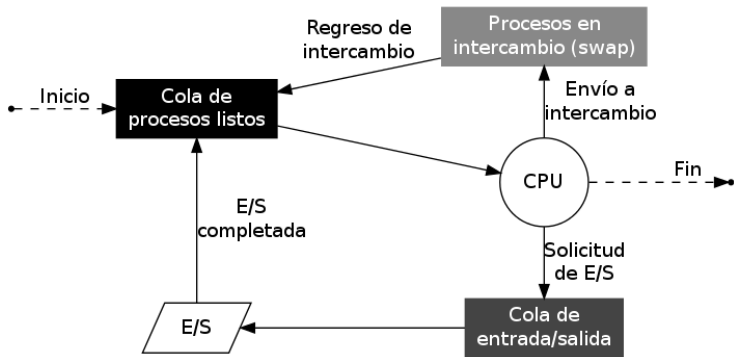 Regreso de
intercambio
Procesos en
intercambio (swap)
Inicio
Cola de
procesos listos
Envío a
intercambio
CPU
Fin
E/S
completada
Solicitud
de E/S
E/S
Cola de
entrada/salida